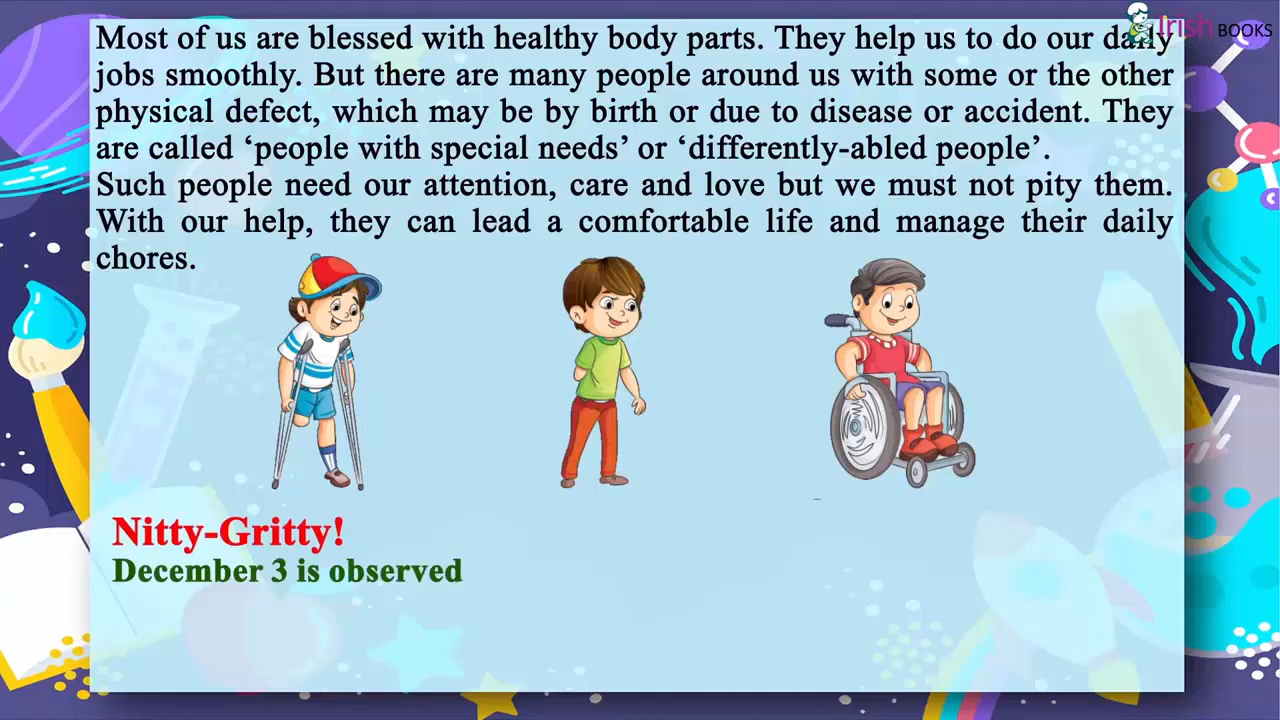 Irish BOOKS
Most of us are blessed with healthy body parts. They help us to do our daily
jobs smoothly. But there are many people around us with some or the other
physical defect, which may be by birth or due to disease or accident. They
are called ‘people with special needs’ or ‘differently-abled people’.
Such people need our attention, care and love but we must not pity them.
With our help, they can lead a comfortable life and manage their daily
chores.
Nitty-Gritty!
December 3 is observed